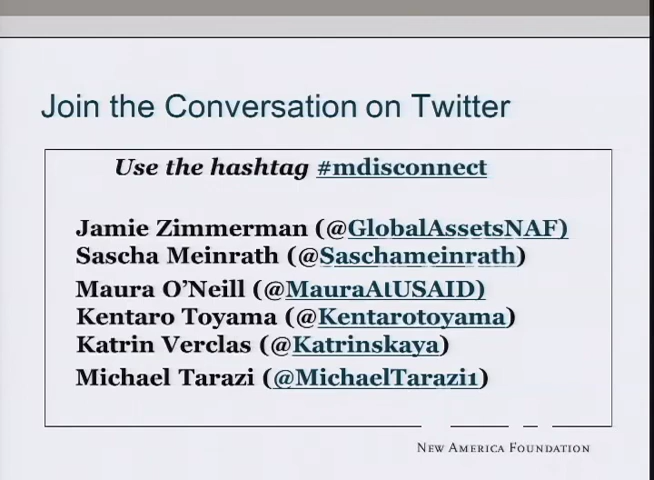 Join the Conversation on Twitter
Use the hashtag #mdisconnect
Jamie Zimmerman (@GlobalAssetsNAF)
Sascha Meinrath (@Saschameinrath)
Maura O’Neill (@MauraAtUSAID)
Kentaro Toyama (@Kentarotoyama)
Katrin Verclas (@Katrinskaya)
Michael Tarazi (@MichaelTarazi1)
NEW AMERICA FOUNDATION